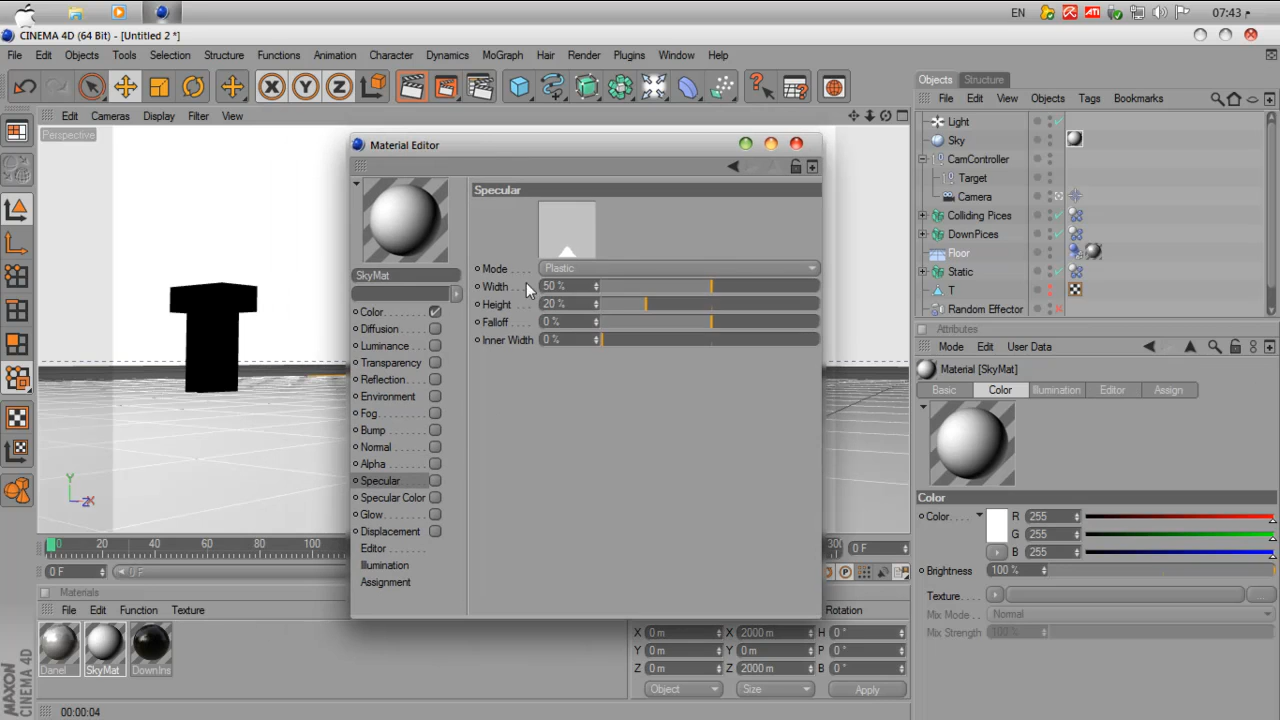 EN
07:43 م
CINEMA 4D (64 Bit) - [Untitled 2 *]
File Edit Objects Tools Selection Structure Functions Animation Character Dynamics MoGraph Hair Render Plugins Window Help
Objects Structure
File Edit View Objects Tags Bookmarks
Edit Cameras Display Filter View
Perspective
Light
Sky
CamController
Target
Camera
Colliding Pices
DownPices
Floor
Static
T
Random Effector
Material Editor
SkyMat
Color
Diffusion
Luminance
Transparency
Reflection
Environment
Fog
Bump
Normal
Alpha
Specular
Specular Color
Glow
Displacement
Editor
Illumination
Assignment
Specular
Mode Plastic
Width 50 %
Height 20 %
Falloff 0 %
Inner Width 0 %
Attributes
Mode Edit User Data
Material [SkyMat]
Basic Color Illumination Editor Assign
Color
Color R 255
G 255
B 255
Brightness 100 %
Texture ...
Mix Mode Normal
Mix Strength 100 %
Y
X
Z
0 20 40 60 80 100
0 F
0 F
0 F
Materials
File Edit Function Texture
Danel SkyMat DownIns
Rotation
X 0 m X 2000 m H 0 °
Y 0 m Y 0 m P 0 °
Z 0 m Z 2000 m B 0 °
Object Size Apply
MAXON
CINEMA 4D
00:00:04